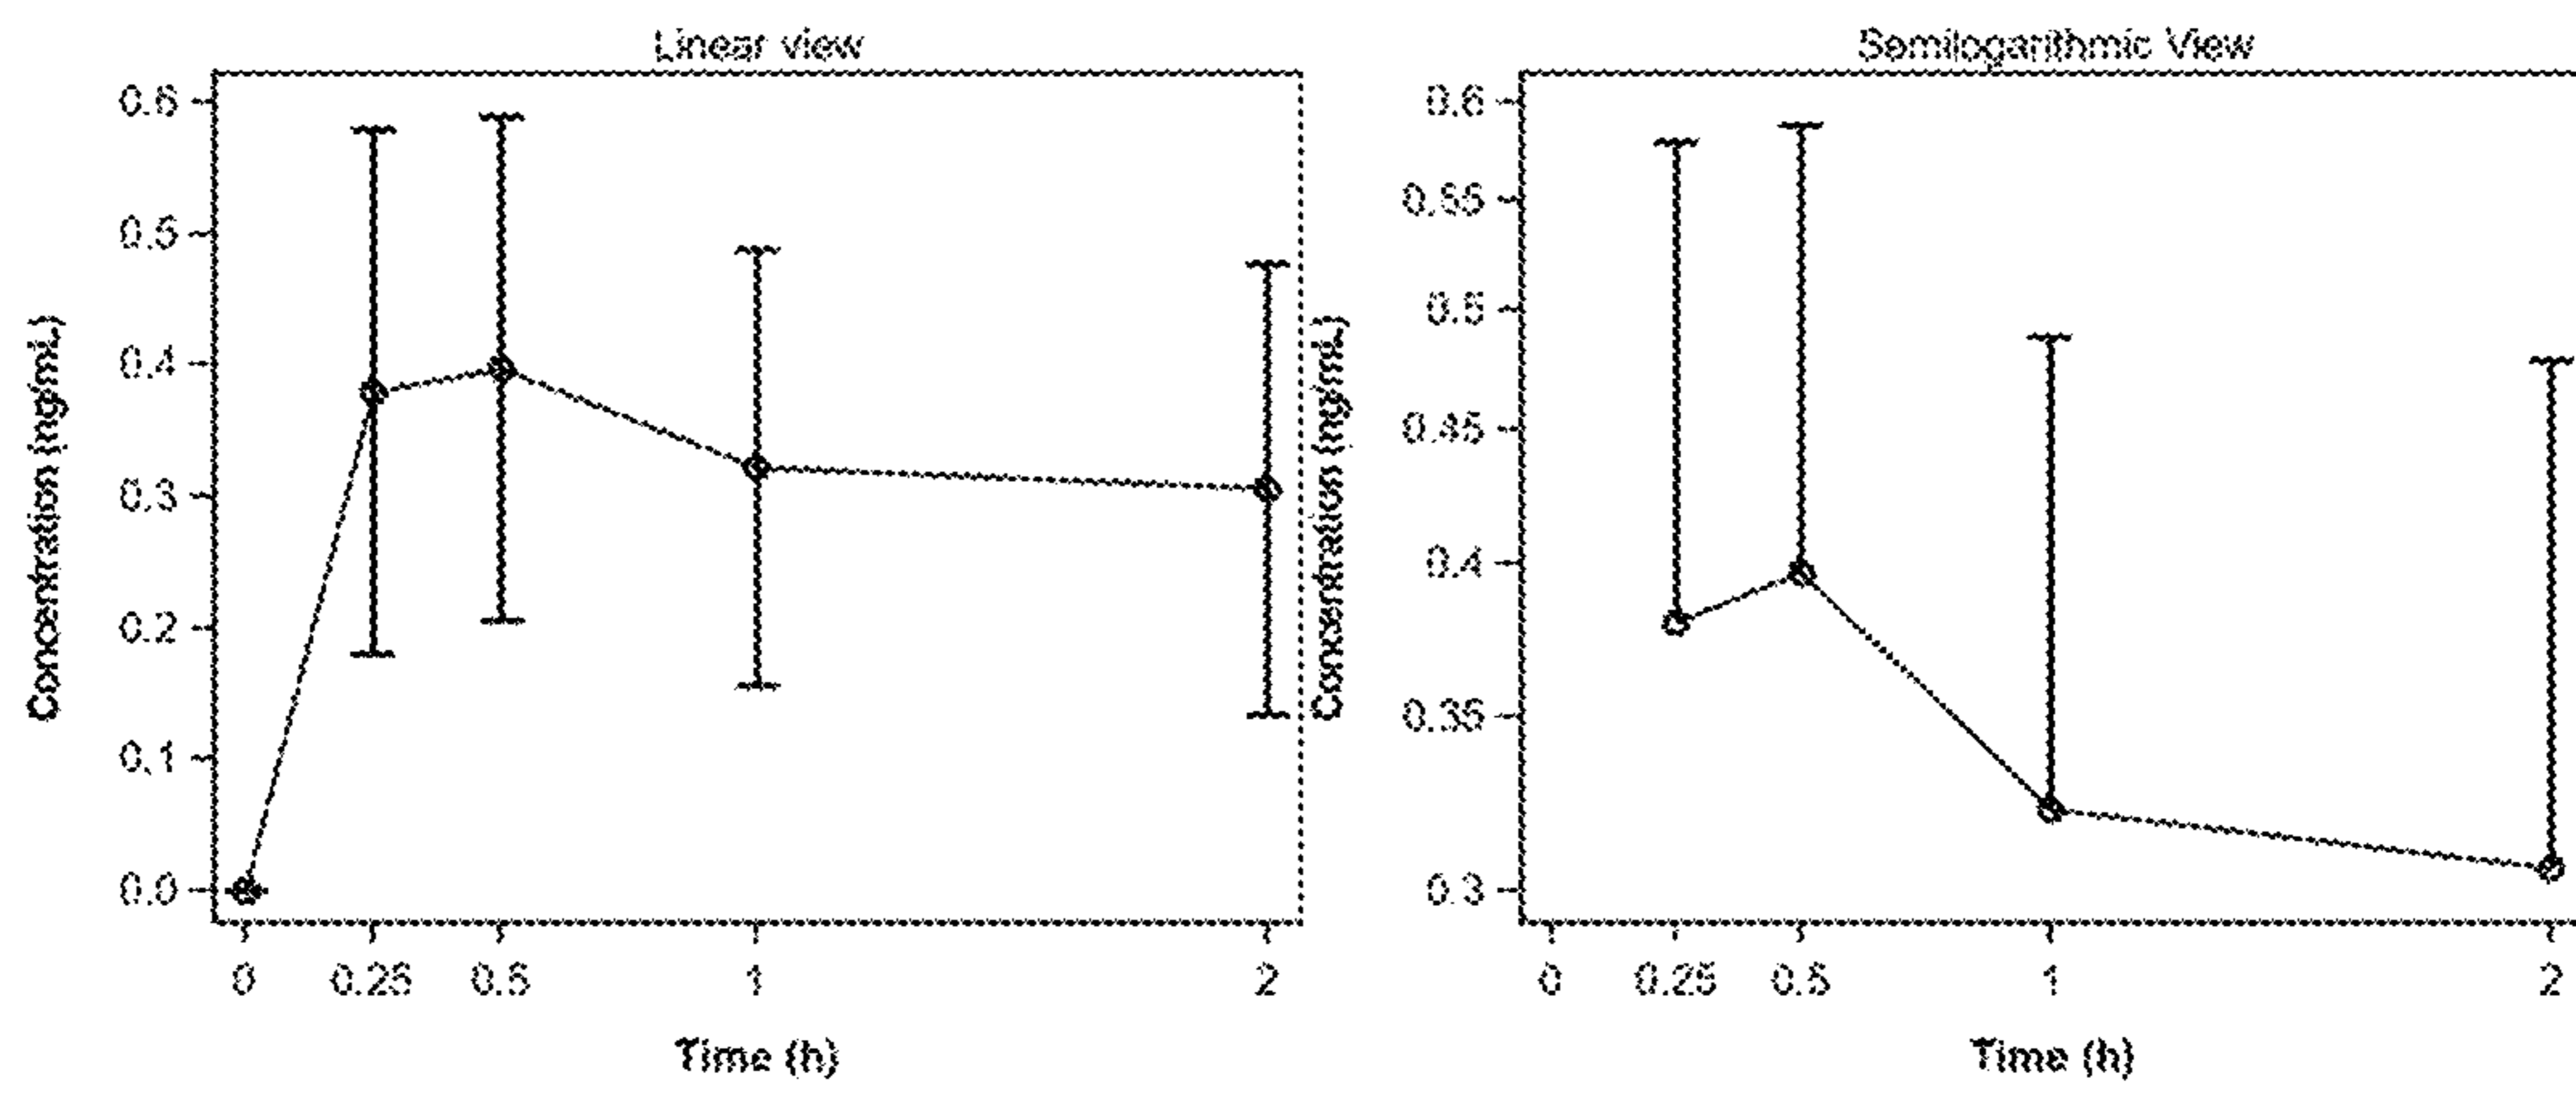 Linear view
Concentration (ng/mL)
0.6
0.5
0.4
0.3
0.2
0.1
0.0
0 0.25 0.5 1 2
Time (h)
Semilogarithmic View
Concentration (ng/mL)
0.6
0.55
0.5
0.45
0.4
0.35
0.3
0 0.25 0.5 1 2
Time (h)